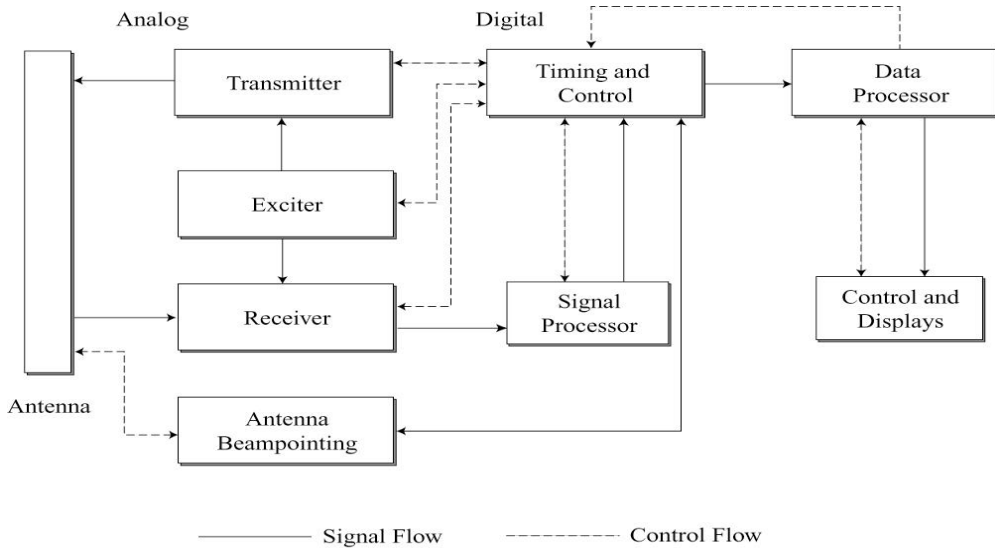 Analog
Digital
Transmitter
Timing and
Control
Data
Processor
Exciter
Receiver
Signal
Processor
Control and
Displays
Antenna
Antenna
Beampointing
Signal Flow
Control Flow